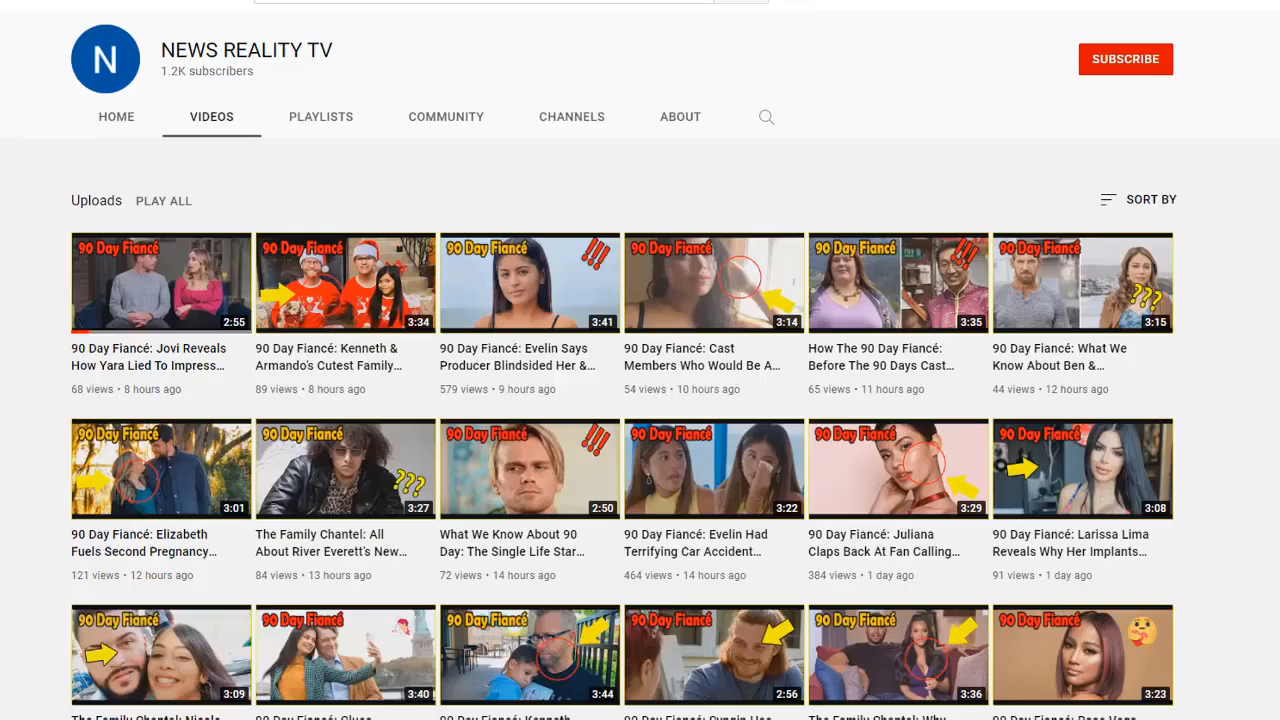 N
NEWS REALITY TV
1.2K subscribers
SUBSCRIBE
HOME
VIDEOS
PLAYLISTS
COMMUNITY
CHANNELS
ABOUT
Uploads
PLAY ALL
SORT BY
90 Day Fiancé
2:55
90 Day Fiancé
3:34
90 Day Fiancé
!!!
3:41
90 Day Fiancé
3:14
90 Day Fiancé
!!!
3:35
90 Day Fiancé
???
3:15
90 Day Fiancé: Jovi Reveals
How Yara Lied To Impress...
68 views • 8 hours ago
90 Day Fiancé: Kenneth &
Armando's Cutest Family...
89 views • 8 hours ago
90 Day Fiancé: Evelin Says
Producer Blindsided Her &...
579 views • 9 hours ago
90 Day Fiancé: Cast
Members Who Would Be A...
54 views • 10 hours ago
How The 90 Day Fiancé:
Before The 90 Days Cast...
65 views • 11 hours ago
90 Day Fiancé: What We
Know About Ben &...
44 views • 12 hours ago
90 Day Fiancé
3:01
90 Day Fiancé
???
3:27
90 Day Fiancé
!!!
2:50
90 Day Fiancé
3:22
90 Day Fiancé
3:29
90 Day Fiancé
3:08
90 Day Fiancé: Elizabeth
Fuels Second Pregnancy...
121 views • 12 hours ago
The Family Chantel: All
About River Everett's New...
84 views • 13 hours ago
What We Know About 90
Day: The Single Life Star...
72 views • 14 hours ago
90 Day Fiancé: Evelin Had
Terrifying Car Accident...
464 views • 14 hours ago
90 Day Fiancé: Juliana
Claps Back At Fan Calling...
384 views • 1 day ago
90 Day Fiancé: Larissa Lima
Reveals Why Her Implants...
91 views • 1 day ago
90 Day Fiancé
3:09
90 Day Fiancé
3:40
90 Day Fiancé
3:44
90 Day Fiancé
2:56
90 Day Fiancé
3:36
90 Day Fiancé
3:23